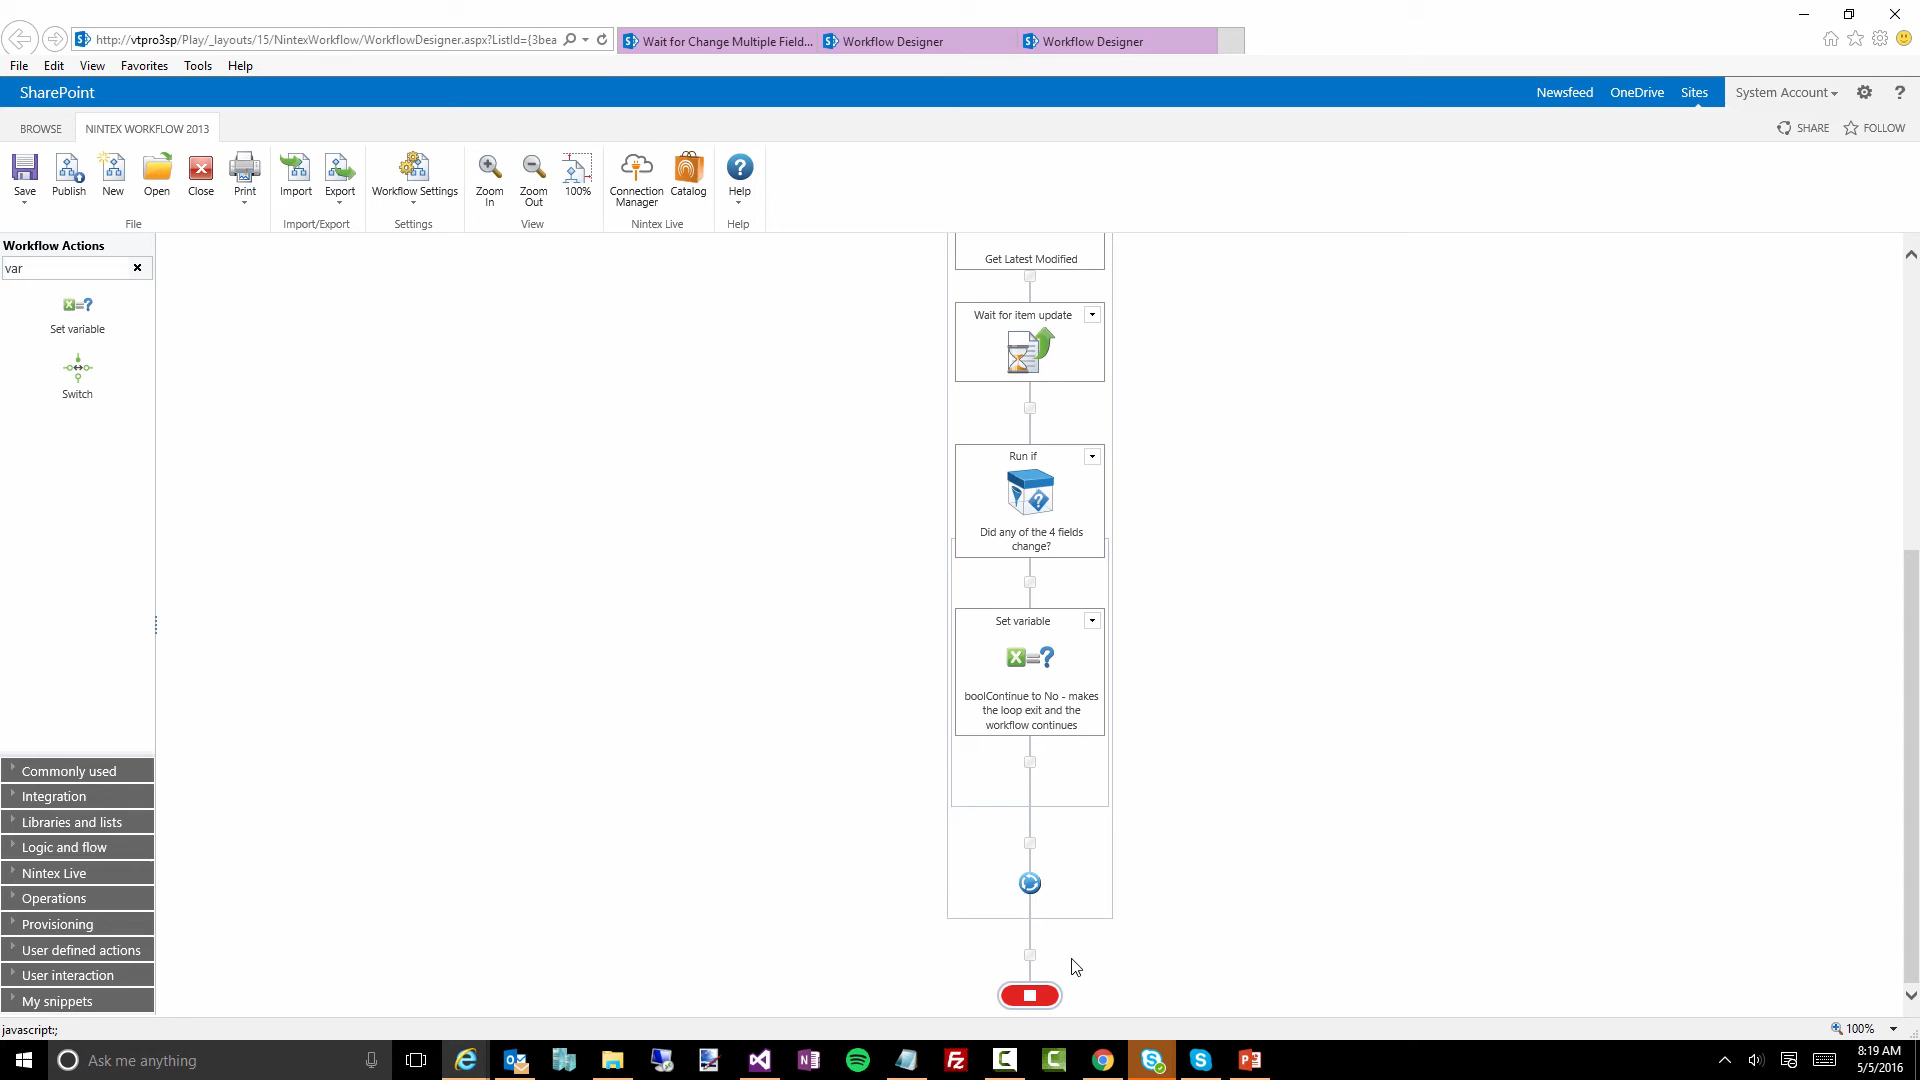 http://vtpro3sp/Play/_layouts/15/NintexWorkflow/WorkflowDesigner.aspx?ListId={3bea
Wait for Change Multiple Field...
Workflow Designer
Workflow Designer
File Edit View Favorites Tools Help
SharePoint
Newsfeed OneDrive Sites System Account ?
BROWSE NINTEX WORKFLOW 2013
SHARE FOLLOW
Save Publish New Open Close Print Import Export Workflow Settings Zoom In Zoom Out 100% Connection Manager Catalog Help
File Import/Export Settings View Nintex Live Help
Workflow Actions
var
Set variable
Switch
Commonly used
Integration
Libraries and lists
Logic and flow
Nintex Live
Operations
Provisioning
User defined actions
User interaction
My snippets
Get Latest Modified
Wait for item update
Run if
Did any of the 4 fields
change?
Set variable
boolContinue to No - makes
the loop exit and the
workflow continues
javascript:;
100%
Ask me anything
8:19 AM
5/5/2016